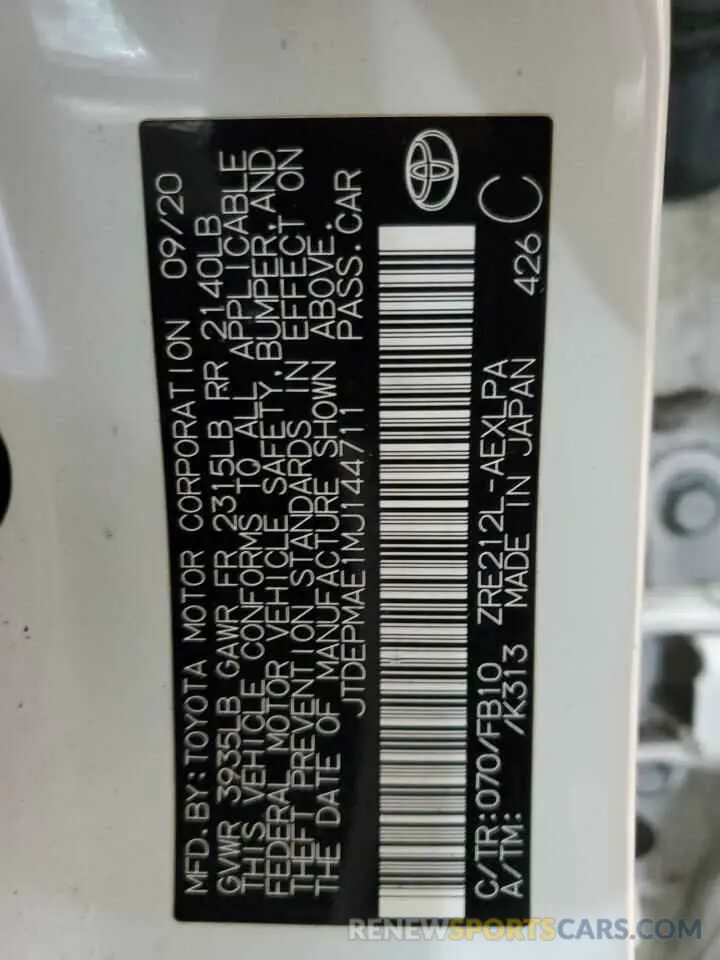 MFD.BY:TOYOTA MOTOR CORPORATION 09/20
GVWR 3935LB GAWR FR 2315LB RR 2140LB
THIS VEHICLE CONFORMS TO ALL APPLICABLE
FEDERAL MOTOR VEHICLE SAFETY,BUMPER,AND
THEFT PREVENTION STANDARDS IN EFFECT ON
THE DATE OF MANUFACTURE SHOWN ABOVE.
JTDEPMAE1MJ144711 PASS.CAR
C/TR:070/FB10 ZRE212L-AEXLPA 426 C
A/TM: /K313 MADE IN JAPAN
RENEWSPORTSCARS.COM